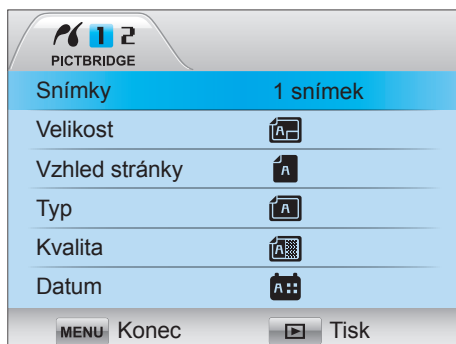 1 2
PICTBRIDGE
Snímky 1 snímek
Velikost A
Vzhled stránky A
Typ A
Kvalita A
Datum A
MENU Konec Tisk